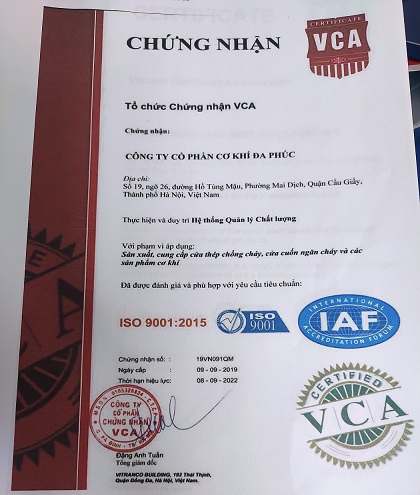 CERTIFICATE
VCA
CHỨNG NHẬN
Tổ chức Chứng nhận VCA
Chứng nhận:
CÔNG TY CỔ PHẦN CƠ KHÍ ĐA PHÚC
Địa chỉ:
Số 19, ngõ 26, đường Hồ Tùng Mậu, Phường Mai Dịch, Quận Cầu Giấy,
Thành phố Hà Nội, Việt Nam
Thực hiện và duy trì Hệ thống Quản lý Chất lượng
Với phạm vi áp dụng:
Sản xuất, cung cấp cửa thép chống cháy, cửa cuốn ngăn cháy và các
sản phẩm cơ khí
Đã được đánh giá và phù hợp với yêu cầu tiêu chuẩn:
ISO 9001:2015
ISO
9001
INTERNATIONAL
IAF
ACCREDITATION FORUM
Chứng nhận số: : 19VN091QM
Ngày cấp : 09 - 09 -2019
Thời hạn hiệu lực: : 08 - 09 -2022
CÔNG TY
CỔ PHẦN
CHỨNG NHẬN
VCA
CERTIFIED
VCA
Đặng Anh Tuấn
Tổng giám đốc
VITRANCO BUILDING, 192 Thái Thịnh,
Quận Đống Đa, Hà Nội, Việt Nam.